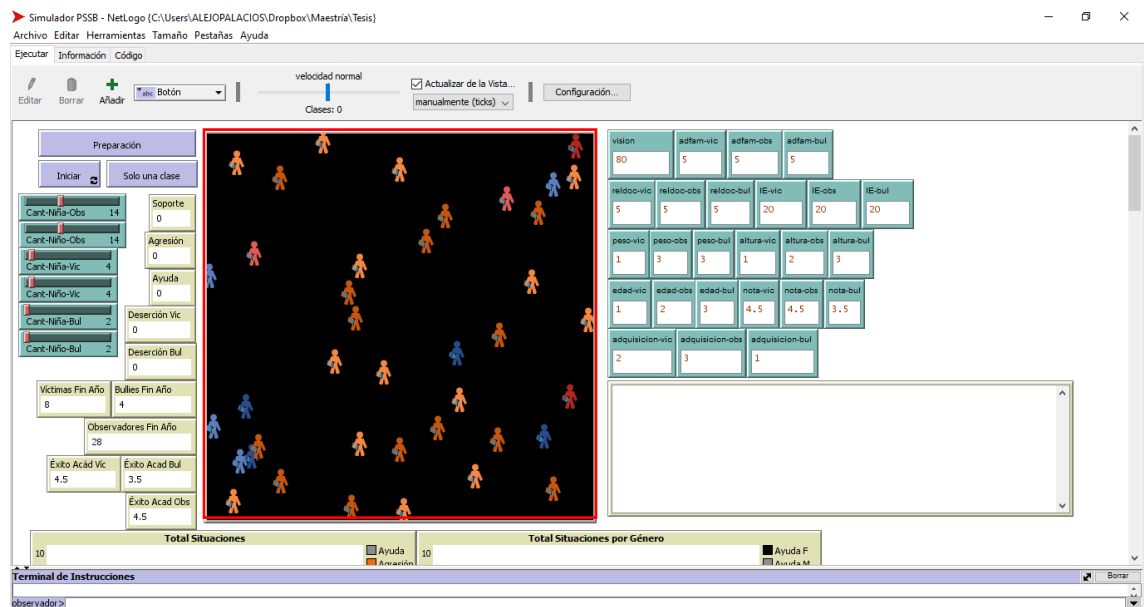 Simulador PSSB - NetLogo {C:\Users\ALEJOPALACIOS\Dropbox\Maestría\Tesis}
Archivo Editar Herramientas Tamaño Pestañas Ayuda
Ejecutar Información Código
Editar Borrar Añadir abc Botón velocidad normal Clases: 0 Actualizar de la Vista... manualmente (ticks) Configuración...
Preparación
Iniciar Solo una clase
Cant-Niña-Obs 14
Cant-Niño-Obs 14
Cant-Niña-Vic 4
Cant-Niño-Vic 4
Cant-Niña-Bul 2
Cant-Niño-Bul 2
Soporte
0
Agresión
0
Ayuda
0
Deserción Vic
0
Deserción Bul
0
Víctimas Fin Año Bullies Fin Año
8 4
Observadores Fin Año
28
Éxito Acád Vic Éxito Acad Bul
4.5 3.5
Éxito Acad Obs
4.5
vision adfam-vic adfam-obs adfam-bul
80 5 5 5
reldoc-vic reldoc-obs reldoc-bul IE-vic IE-obs IE-bul
5 5 5 20 20 20
peso-vic peso-obs peso-bul altura-vic altura-obs altura-bul
1 3 3 1 2 3
edad-vic edad-obs edad-bul nota-vic nota-obs nota-bul
1 2 3 4.5 4.5 3.5
adquisicion-vic adquisicion-obs adquisicion-bul
2 3 1
Total Situaciones
10
Ayuda
Agresión
Total Situaciones por Género
10
Ayuda F
Ayuda M
Terminal de Instrucciones Borrar
observador>